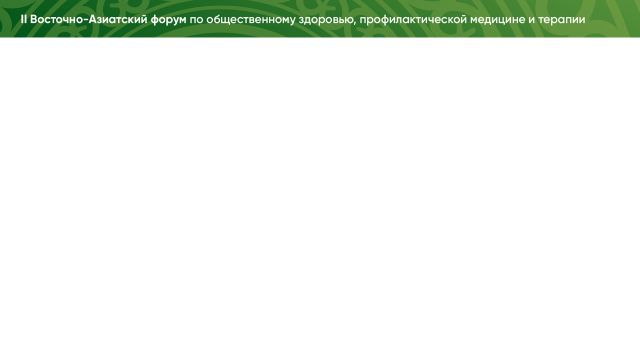 II Восточно-Азиатский форум по общественному здоровью, профилактической медицине и терапии